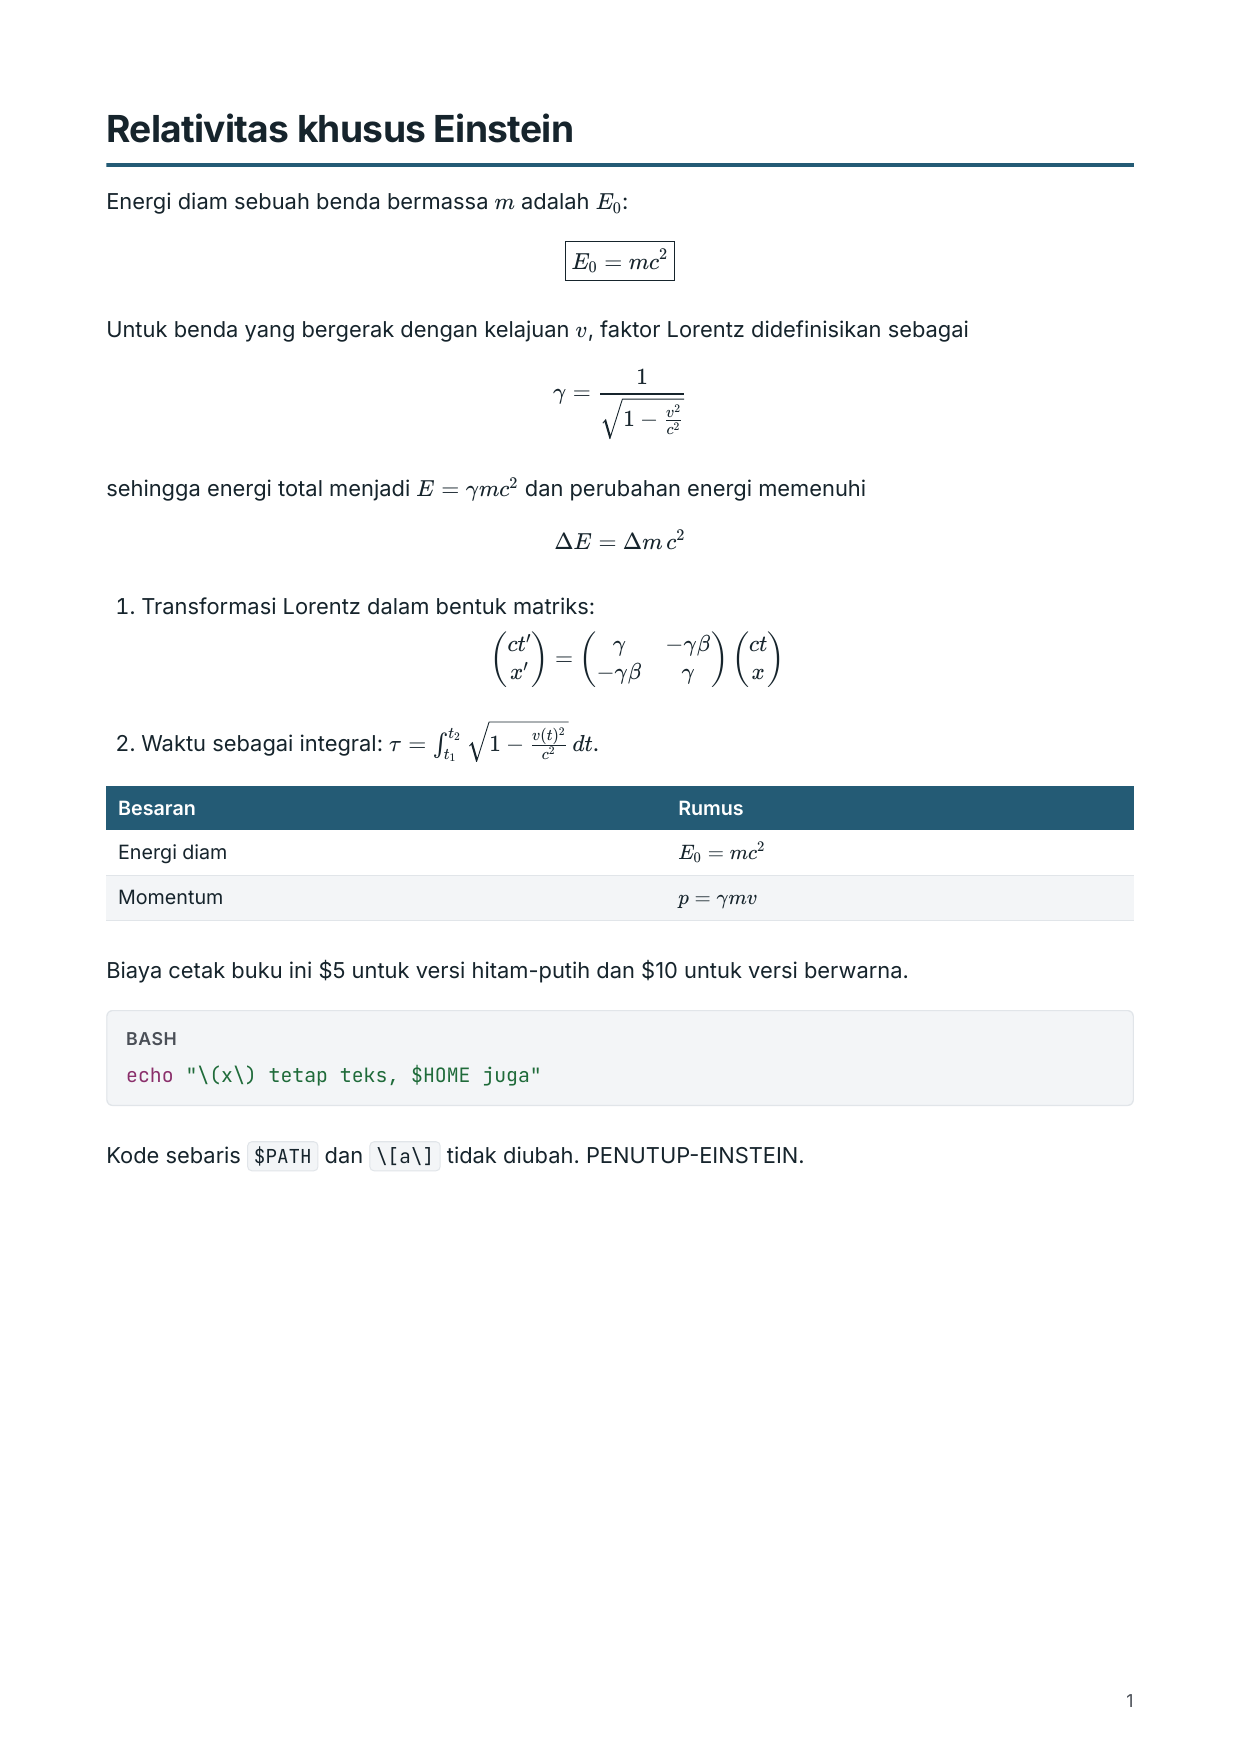 Relativitas khusus Einstein
Energi diam sebuah benda bermassa m adalah E₀:
E₀ = mc²
Untuk benda yang bergerak dengan kelajuan v, faktor Lorentz didefinisikan sebagai
γ = 1 / √(1 − v²/c²)
sehingga energi total menjadi E = γmc² dan perubahan energi memenuhi
ΔE = Δm c²
1. Transformasi Lorentz dalam bentuk matriks:
(ct′ ; x′) = (γ  −γβ ; −γβ  γ) (ct ; x)
2. Waktu sebagai integral: τ = ∫_{t₁}^{t₂} √(1 − v(t)²/c²) dt.
Besaran Rumus
Energi diam E₀ = mc²
Momentum p = γmv
Biaya cetak buku ini $5 untuk versi hitam-putih dan $10 untuk versi berwarna.
BASH
echo "\(x\) tetap teks, $HOME juga"
Kode sebaris $PATH dan \[a\] tidak diubah. PENUTUP-EINSTEIN.
1